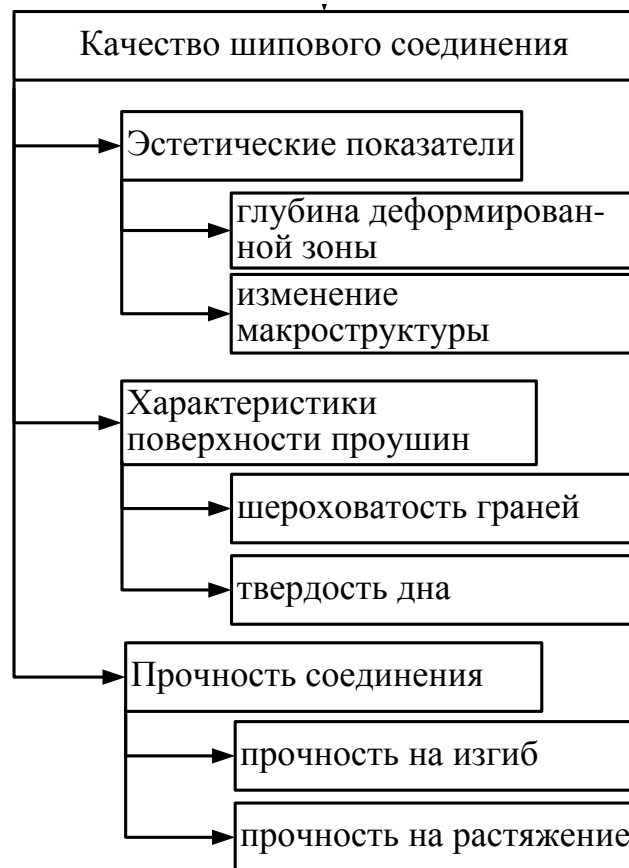 Качество шипового соединения
Эстетические показатели
глубина деформирован-
ной зоны
изменение
макроструктуры
Характеристики
поверхности проушин
шероховатость граней
твердость дна
Прочность соединения
прочность на изгиб
прочность на растяжение